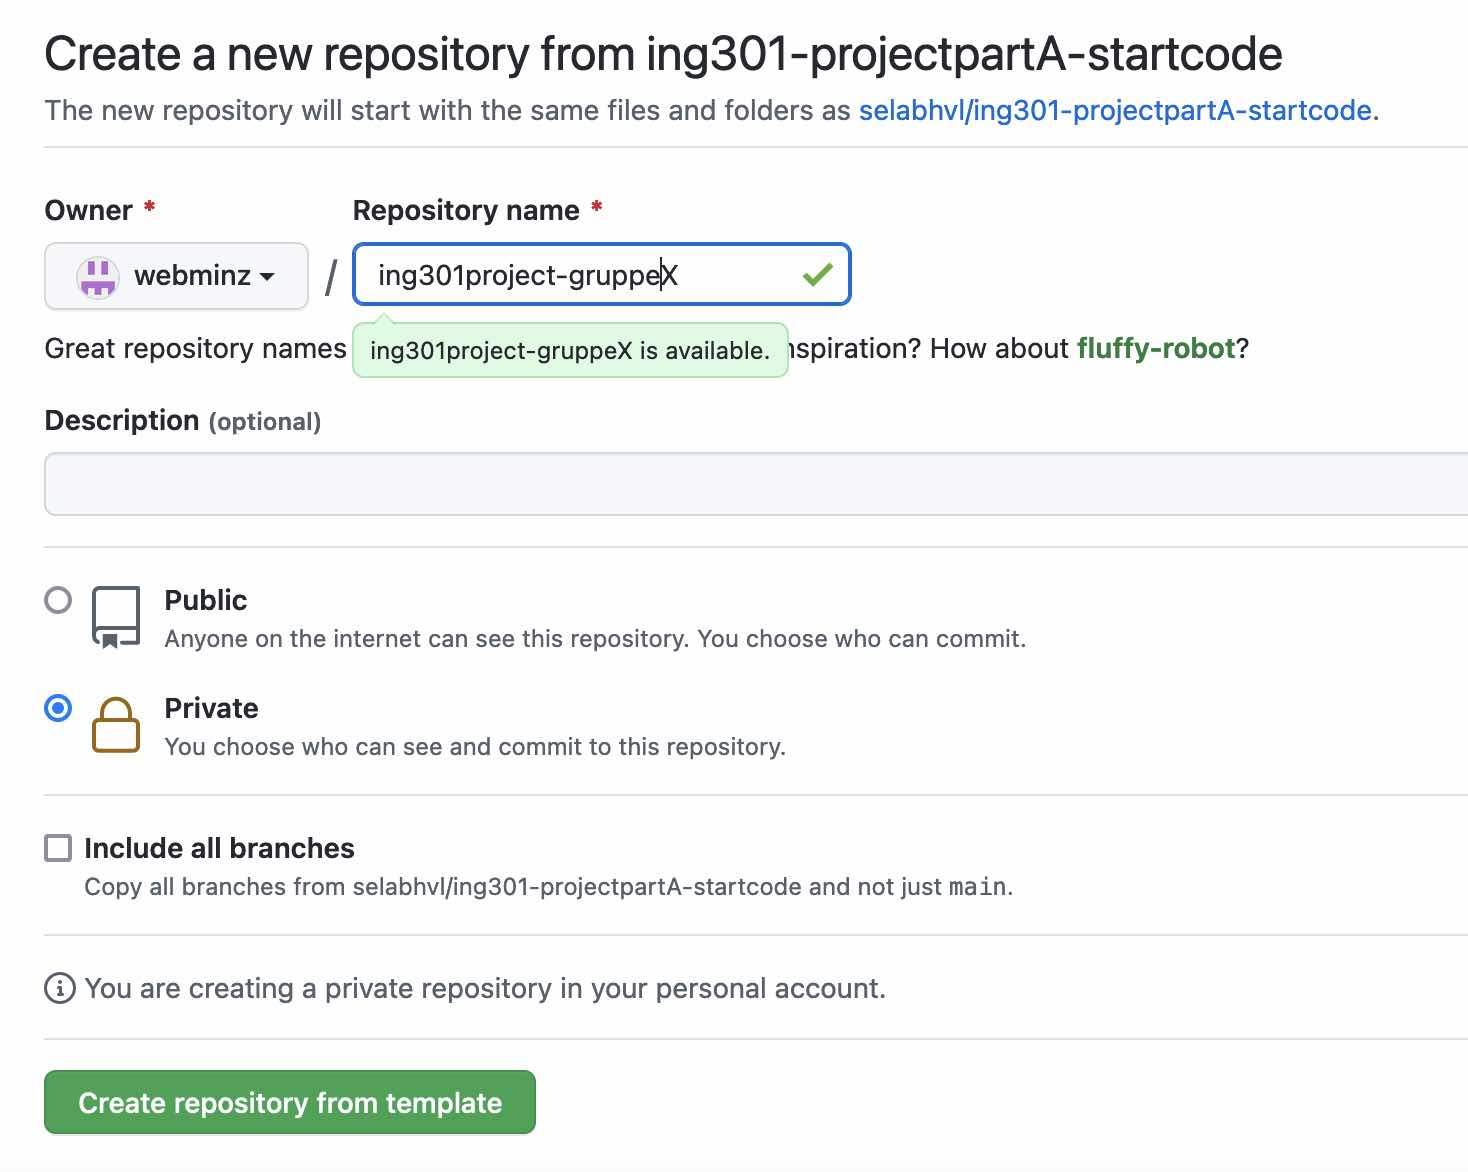 Create a new repository from ing301-projectpartA-startcode
The new repository will start with the same files and folders as selabhvl/ing301-projectpartA-startcode.
Owner * Repository name *
webminz / ing301project-gruppeX
Great repository names ing301project-gruppeX is available. nspiration? How about fluffy-robot?
Description (optional)
Public
Anyone on the internet can see this repository. You choose who can commit.
Private
You choose who can see and commit to this repository.
Include all branches
Copy all branches from selabhvl/ing301-projectpartA-startcode and not just main.
You are creating a private repository in your personal account.
Create repository from template